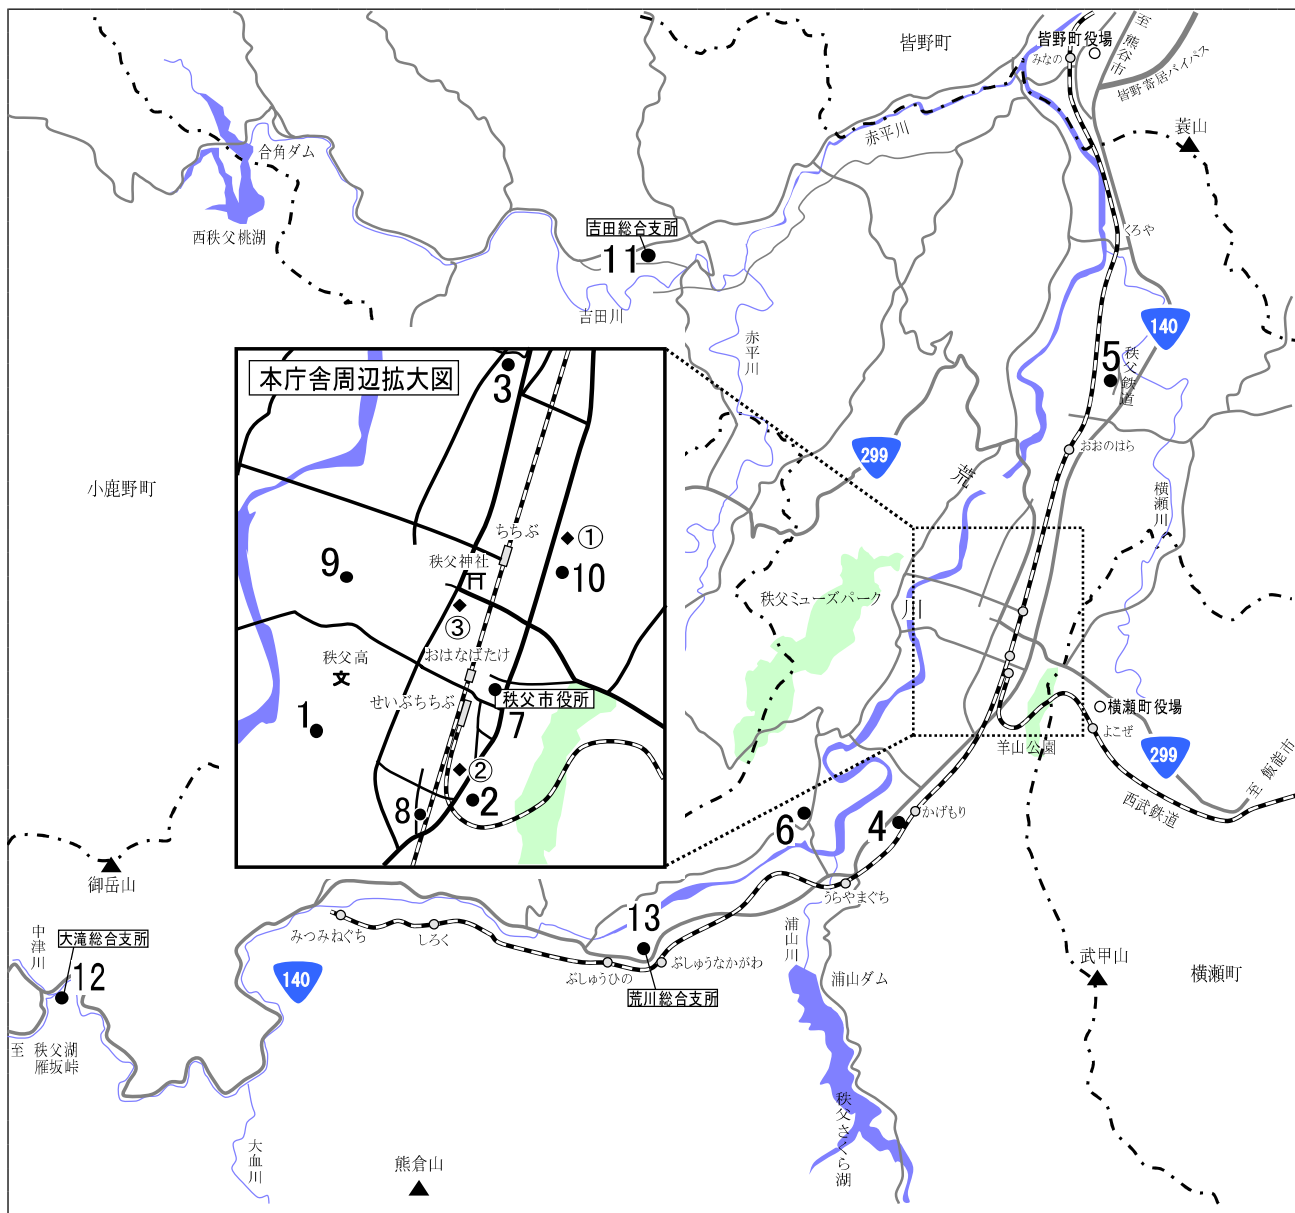 皆野町
皆野町役場
みなの
至 熊谷市
皆野寄居バイパス
赤平川
蓑山
合角ダム
西秩父桃湖
吉田総合支所
11
吉田川
赤平川
くろや
140
5
秩父鉄道
本庁舎周辺拡大図
3
299
荒
おおのはら
横瀬川
小鹿野町
ちちぶ
①
秩父神社
10
9
③
おはなばたけ
秩父高
文
せいぶちちぶ
秩父市役所
7
1
②
2
8
秩父ミューズパーク
川
横瀬町役場
よこぜ
羊山公園
299
至 飯能市
西武鉄道
6
4
かげもり
御岳山
うらやまぐち
中津川
大滝総合支所
12
至 秩父湖
雁坂峠
みつみねぐち
しろく
140
13
ぶしゅうひの
ぶしゅうなかがわ
荒川総合支所
浦山川
浦山ダム
武甲山
横瀬町
秩父さくら湖
大血川
熊倉山